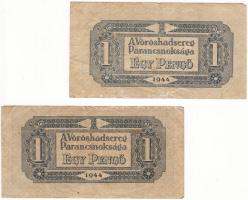 1
A Vöröshadsereg
Parancsnoksága
1
EGY PENGŐ
1944
1
A Vöröshadsereg
Parancsnoksága
1
EGY PENGŐ
1944